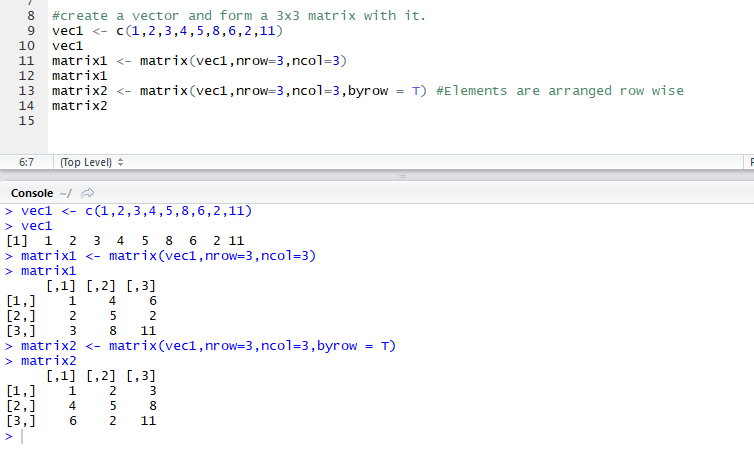 8 #create a vector and form a 3x3 matrix with it.
9 vec1 <- c(1,2,3,4,5,8,6,2,11)
10 vec1
11 matrix1 <- matrix(vec1,nrow=3,ncol=3)
12 matrix1
13 matrix2 <- matrix(vec1,nrow=3,ncol=3,byrow = T) #Elements are arranged row wise
14 matrix2
15
6:7 (Top Level)
Console ~/
> vec1 <- c(1,2,3,4,5,8,6,2,11)
> vec1
[1]  1  2  3  4  5  8  6  2 11
> matrix1 <- matrix(vec1,nrow=3,ncol=3)
> matrix1
     [,1] [,2] [,3]
[1,]    1    4    6
[2,]    2    5    2
[3,]    3    8   11
> matrix2 <- matrix(vec1,nrow=3,ncol=3,byrow = T)
> matrix2
     [,1] [,2] [,3]
[1,]    1    2    3
[2,]    4    5    8
[3,]    6    2   11
>